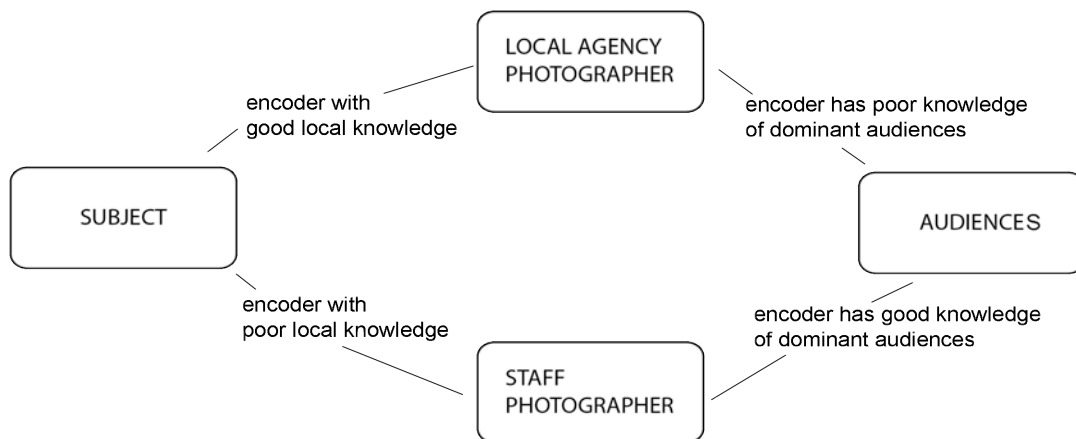 LOCAL AGENCY
PHOTOGRAPHER
encoder with
good local knowledge
encoder has poor knowledge
of dominant audiences
SUBJECT
AUDIENCES
encoder with
poor local knowledge
encoder has good knowledge
of dominant audiences
STAFF
PHOTOGRAPHER